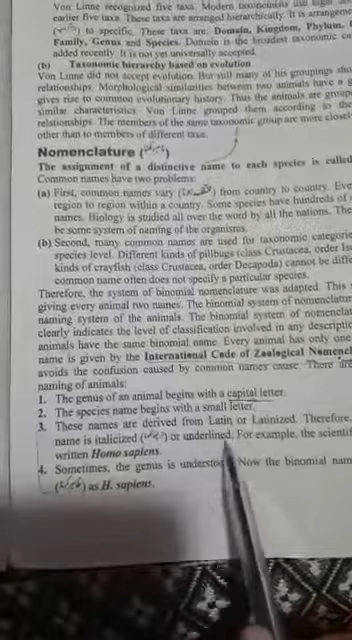 Von Linne recognized five taxa. Modern taxonomists use
earlier five taxa. These taxa are arranged hierarchically. It is arrangeme
to specific. These taxa are: Domain, Kingdom, Phylum,
Family, Genus and Species. Domain is the broadest taxonomic ca
added recently. It is not yet universally accepted.
(b) Taxonomic hierarchy based on evolution
Von Linne did not accept evolution. But still many of his groupings sho
relationships. Morphological similarities between two animals have a g
gives rise to common evolutionary history. Thus the animals are group
similar characteristics. Von Linne grouped them according to the
relationships. The members of the same taxonomic group are more closel
other than to members of different taxa.
Nomenclature
The assignment of a distinctive name to each species is called
Common names have two problems:
(a) First, common names vary from country to country. Eve
region to region within a country. Some species have hundreds of
names. Biology is studied all over the word by all the nations. The
be some system of naming of the organisms.
(b) Second, many common names are used for taxonomic categorie
species level. Different kinds of pillbugs (class Crustacea, order Iso
kinds of crayfish (class Crustacea, order Decapoda) cannot be diffe
common name often does not specify a particular species.
Therefore, the system of binomial nomenclature was adapted. This
giving every animal two names. The binomial system of nomenclatur
naming system of the animals. The binomial system of nomenclat
clearly indicates the level of classification involved in any descriptio
animals have the same binomial name. Every animal has only one
name is given by the International Code of Zoological Nomencl
avoids the confusion caused by common names cause. There are
naming of animals:
1. The genus of an animal begins with a capital letter.
2. The species name begins with a small letter.
3. These names are derived from Latin or Latinized. Therefore,
name is italicized or underlined. For example, the scientif
written Homo sapiens.
4. Sometimes, the genus is understoo Now the binomial nam
as H. sapiens.